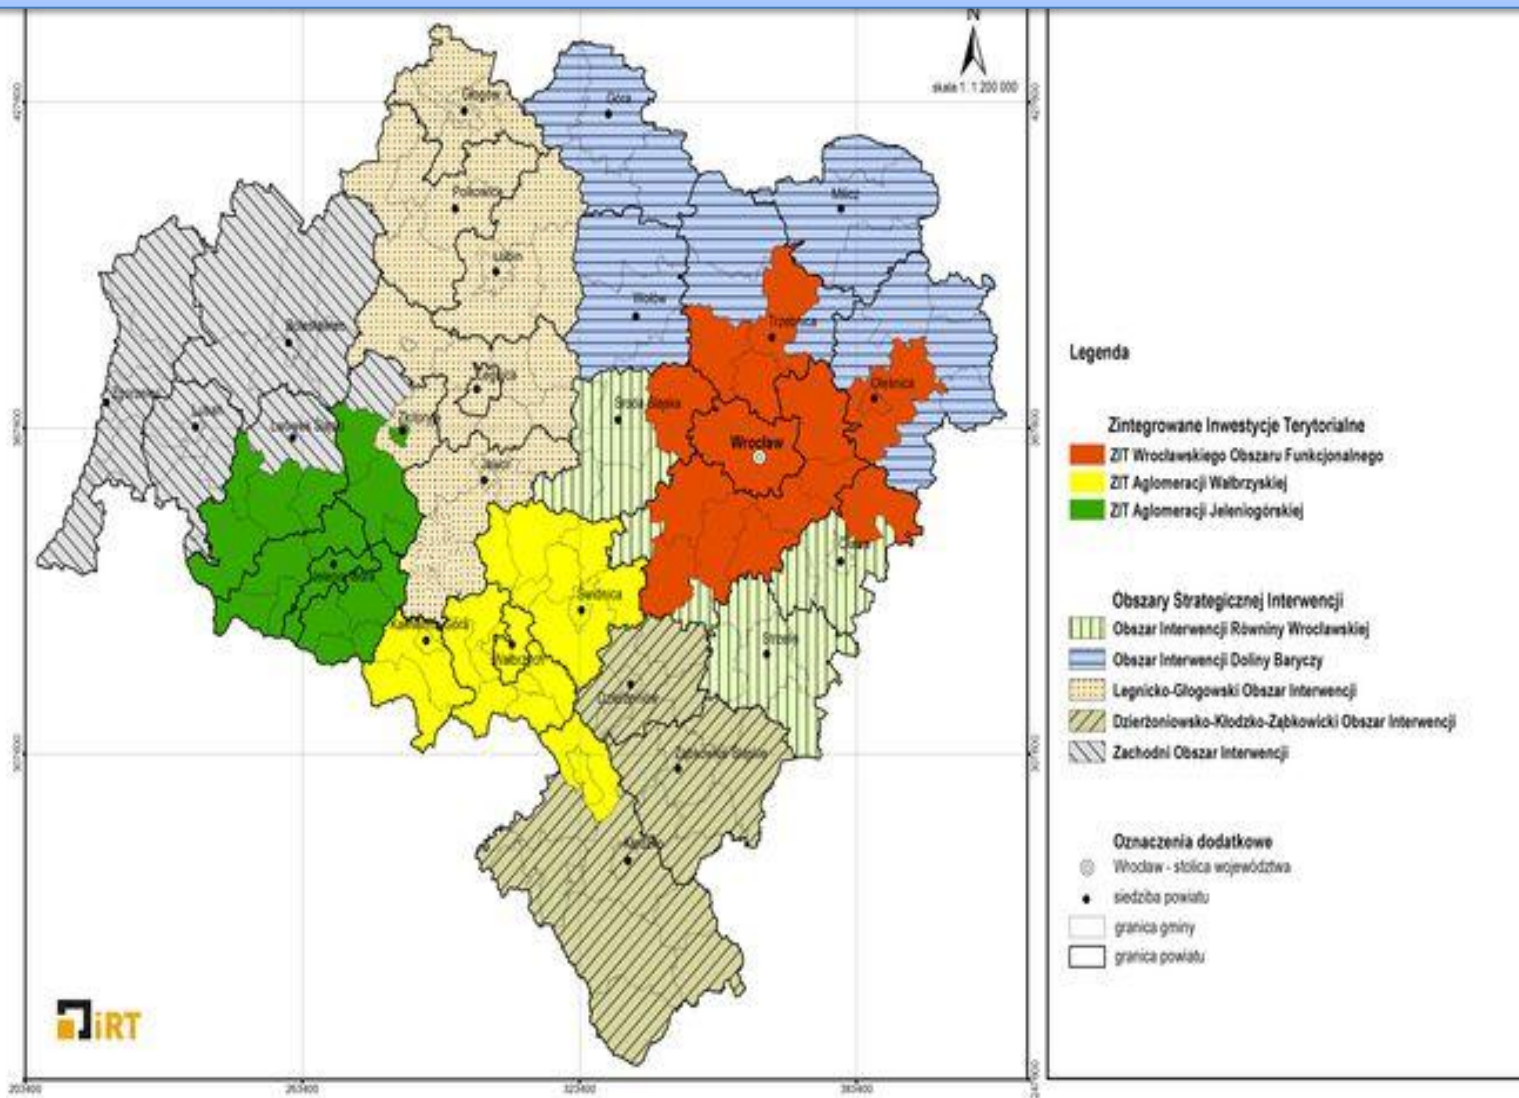 N
skala 1: 1 200 000
Głogów
Góra
Polkowice
Milicz
Lubin
Wołów
Trzebnica
Bolesławiec
Legnica
Oleśnica
Zgorzelec
Lubań
Lwówek Śląski
Złotoryja
Środa Śląska
Wrocław
Jawor
Oława
Jelenia Góra
Świdnica
Kamienna Góra
Wałbrzych
Strzelin
Dzierżoniów
Ząbkowice Śląskie
Kłodzko
iRT
Legenda
Zintegrowane Inwestycje Terytorialne
ZIT Wrocławskiego Obszaru Funkcjonalnego
ZIT Aglomeracji Wałbrzyskiej
ZIT Aglomeracji Jeleniogórskiej
Obszary Strategicznej Interwencji
Obszar Interwencji Równiny Wrocławskiej
Obszar Interwencji Doliny Baryczy
Legnicko-Głogowski Obszar Interwencji
Dzierżoniowsko-Kłodzko-Ząbkowicki Obszar Interwencji
Zachodni Obszar Interwencji
Oznaczenia dodatkowe
Wrocław - stolica województwa
siedziba powiatu
granica gminy
granica powiatu